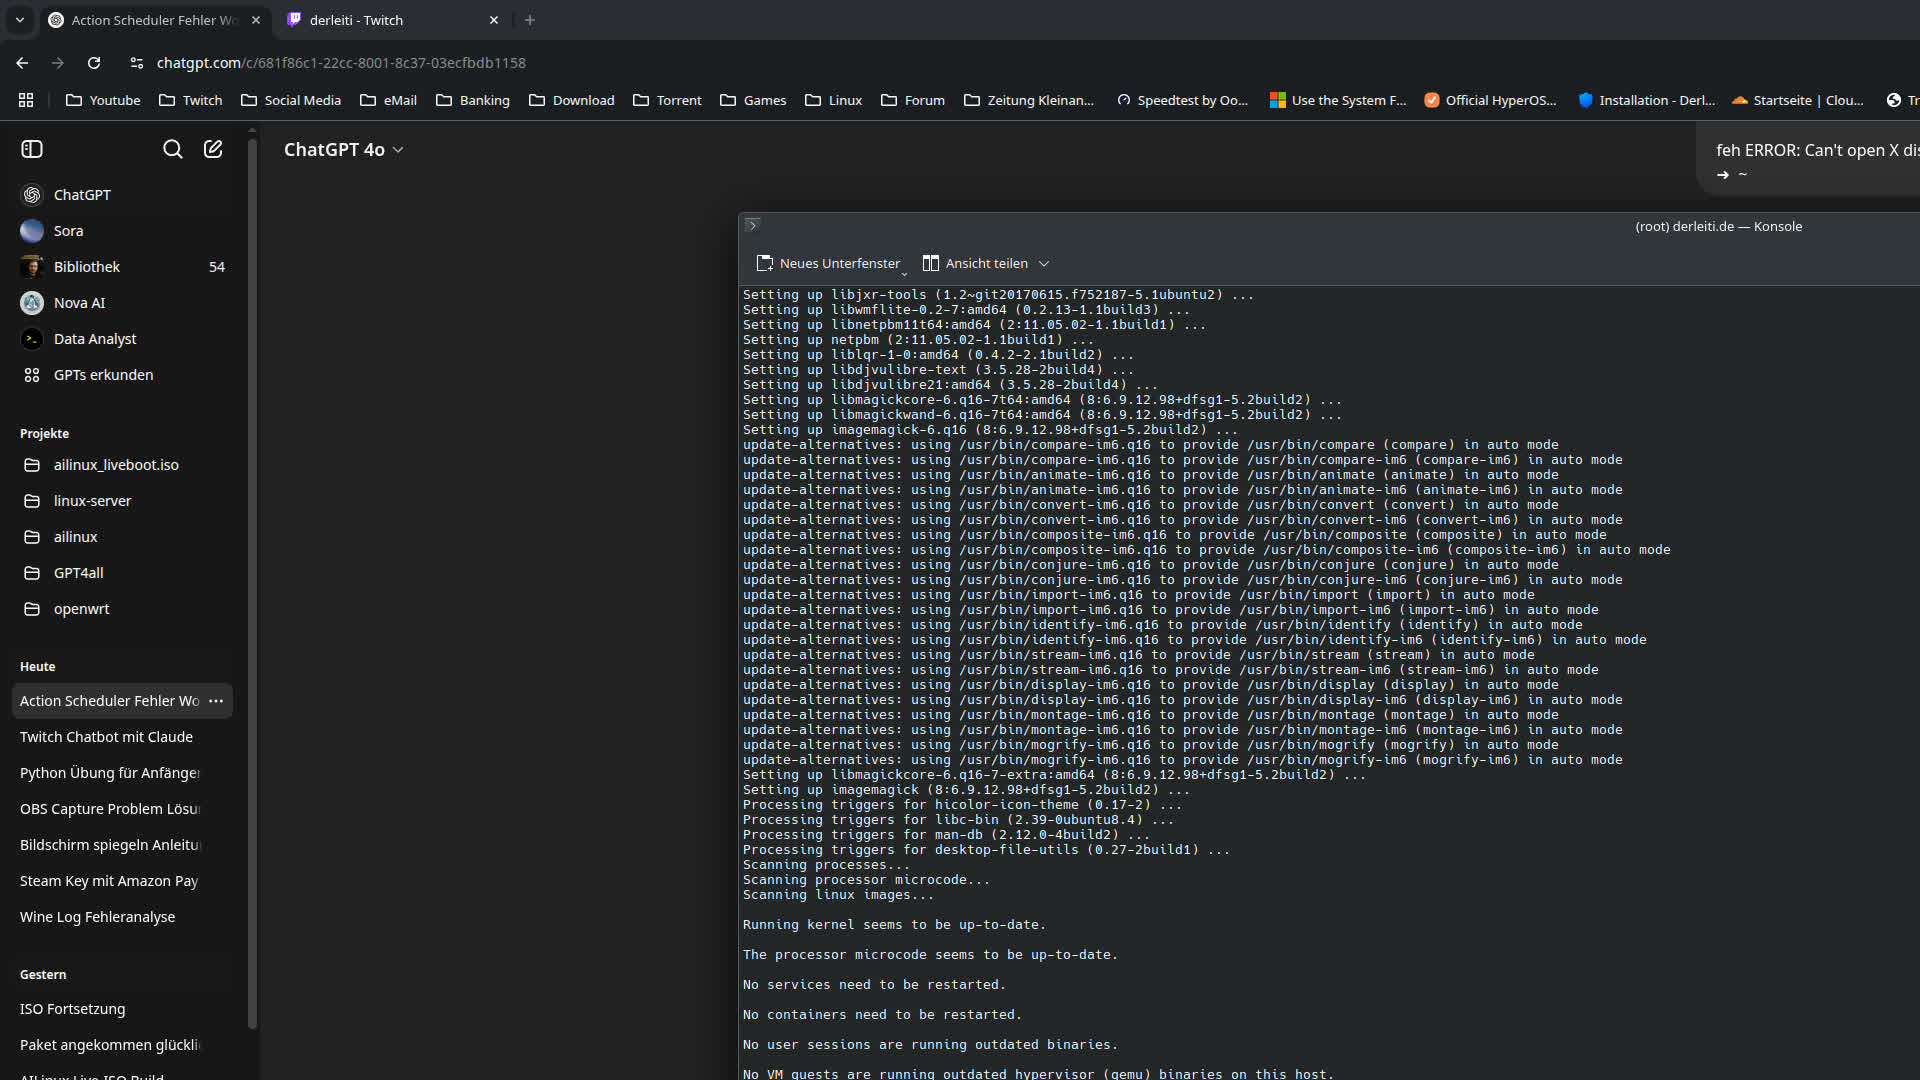 Action Scheduler Fehler Wo
derleiti - Twitch
chatgpt.com/c/681f86c1-22cc-8001-8c37-03ecfbdb1158
Youtube Twitch Social Media eMail Banking Download Torrent Games Linux Forum Zeitung Kleinan... Speedtest by Oo... Use the System F... Official HyperOS... Installation - Derl... Startseite | Clou... Tr
ChatGPT 4o
feh ERROR: Can't open X dis
→ ~
ChatGPT
Sora
Bibliothek 54
Nova AI
Data Analyst
GPTs erkunden
Projekte
ailinux_liveboot.iso
linux-server
ailinux
GPT4all
openwrt
Heute
Action Scheduler Fehler Wo
Twitch Chatbot mit Claude
Python Übung für Anfänger
OBS Capture Problem Lösu
Bildschirm spiegeln Anleitu
Steam Key mit Amazon Pay
Wine Log Fehleranalyse
Gestern
ISO Fortsetzung
Paket angekommen glückli
AILinux Live ISO Build
(root) derleiti.de — Konsole
Neues Unterfenster Ansicht teilen
Setting up libjxr-tools (1.2~git20170615.f752187-5.1ubuntu2) ...
Setting up libwmflite-0.2-7:amd64 (0.2.13-1.1build3) ...
Setting up libnetpbm11t64:amd64 (2:11.05.02-1.1build1) ...
Setting up netpbm (2:11.05.02-1.1build1) ...
Setting up liblqr-1-0:amd64 (0.4.2-2.1build2) ...
Setting up libdjvulibre-text (3.5.28-2build4) ...
Setting up libdjvulibre21:amd64 (3.5.28-2build4) ...
Setting up libmagickcore-6.q16-7t64:amd64 (8:6.9.12.98+dfsg1-5.2build2) ...
Setting up libmagickwand-6.q16-7t64:amd64 (8:6.9.12.98+dfsg1-5.2build2) ...
Setting up imagemagick-6.q16 (8:6.9.12.98+dfsg1-5.2build2) ...
update-alternatives: using /usr/bin/compare-im6.q16 to provide /usr/bin/compare (compare) in auto mode
update-alternatives: using /usr/bin/compare-im6.q16 to provide /usr/bin/compare-im6 (compare-im6) in auto mode
update-alternatives: using /usr/bin/animate-im6.q16 to provide /usr/bin/animate (animate) in auto mode
update-alternatives: using /usr/bin/animate-im6.q16 to provide /usr/bin/animate-im6 (animate-im6) in auto mode
update-alternatives: using /usr/bin/convert-im6.q16 to provide /usr/bin/convert (convert) in auto mode
update-alternatives: using /usr/bin/convert-im6.q16 to provide /usr/bin/convert-im6 (convert-im6) in auto mode
update-alternatives: using /usr/bin/composite-im6.q16 to provide /usr/bin/composite (composite) in auto mode
update-alternatives: using /usr/bin/composite-im6.q16 to provide /usr/bin/composite-im6 (composite-im6) in auto mode
update-alternatives: using /usr/bin/conjure-im6.q16 to provide /usr/bin/conjure (conjure) in auto mode
update-alternatives: using /usr/bin/conjure-im6.q16 to provide /usr/bin/conjure-im6 (conjure-im6) in auto mode
update-alternatives: using /usr/bin/import-im6.q16 to provide /usr/bin/import (import) in auto mode
update-alternatives: using /usr/bin/import-im6.q16 to provide /usr/bin/import-im6 (import-im6) in auto mode
update-alternatives: using /usr/bin/identify-im6.q16 to provide /usr/bin/identify (identify) in auto mode
update-alternatives: using /usr/bin/identify-im6.q16 to provide /usr/bin/identify-im6 (identify-im6) in auto mode
update-alternatives: using /usr/bin/stream-im6.q16 to provide /usr/bin/stream (stream) in auto mode
update-alternatives: using /usr/bin/stream-im6.q16 to provide /usr/bin/stream-im6 (stream-im6) in auto mode
update-alternatives: using /usr/bin/display-im6.q16 to provide /usr/bin/display (display) in auto mode
update-alternatives: using /usr/bin/display-im6.q16 to provide /usr/bin/display-im6 (display-im6) in auto mode
update-alternatives: using /usr/bin/montage-im6.q16 to provide /usr/bin/montage (montage) in auto mode
update-alternatives: using /usr/bin/montage-im6.q16 to provide /usr/bin/montage-im6 (montage-im6) in auto mode
update-alternatives: using /usr/bin/mogrify-im6.q16 to provide /usr/bin/mogrify (mogrify) in auto mode
update-alternatives: using /usr/bin/mogrify-im6.q16 to provide /usr/bin/mogrify-im6 (mogrify-im6) in auto mode
Setting up libmagickcore-6.q16-7-extra:amd64 (8:6.9.12.98+dfsg1-5.2build2) ...
Setting up imagemagick (8:6.9.12.98+dfsg1-5.2build2) ...
Processing triggers for hicolor-icon-theme (0.17-2) ...
Processing triggers for libc-bin (2.39-0ubuntu8.4) ...
Processing triggers for man-db (2.12.0-4build2) ...
Processing triggers for desktop-file-utils (0.27-2build1) ...
Scanning processes...
Scanning processor microcode...
Scanning linux images...
Running kernel seems to be up-to-date.
The processor microcode seems to be up-to-date.
No services need to be restarted.
No containers need to be restarted.
No user sessions are running outdated binaries.
No VM guests are running outdated hypervisor (qemu) binaries on this host.